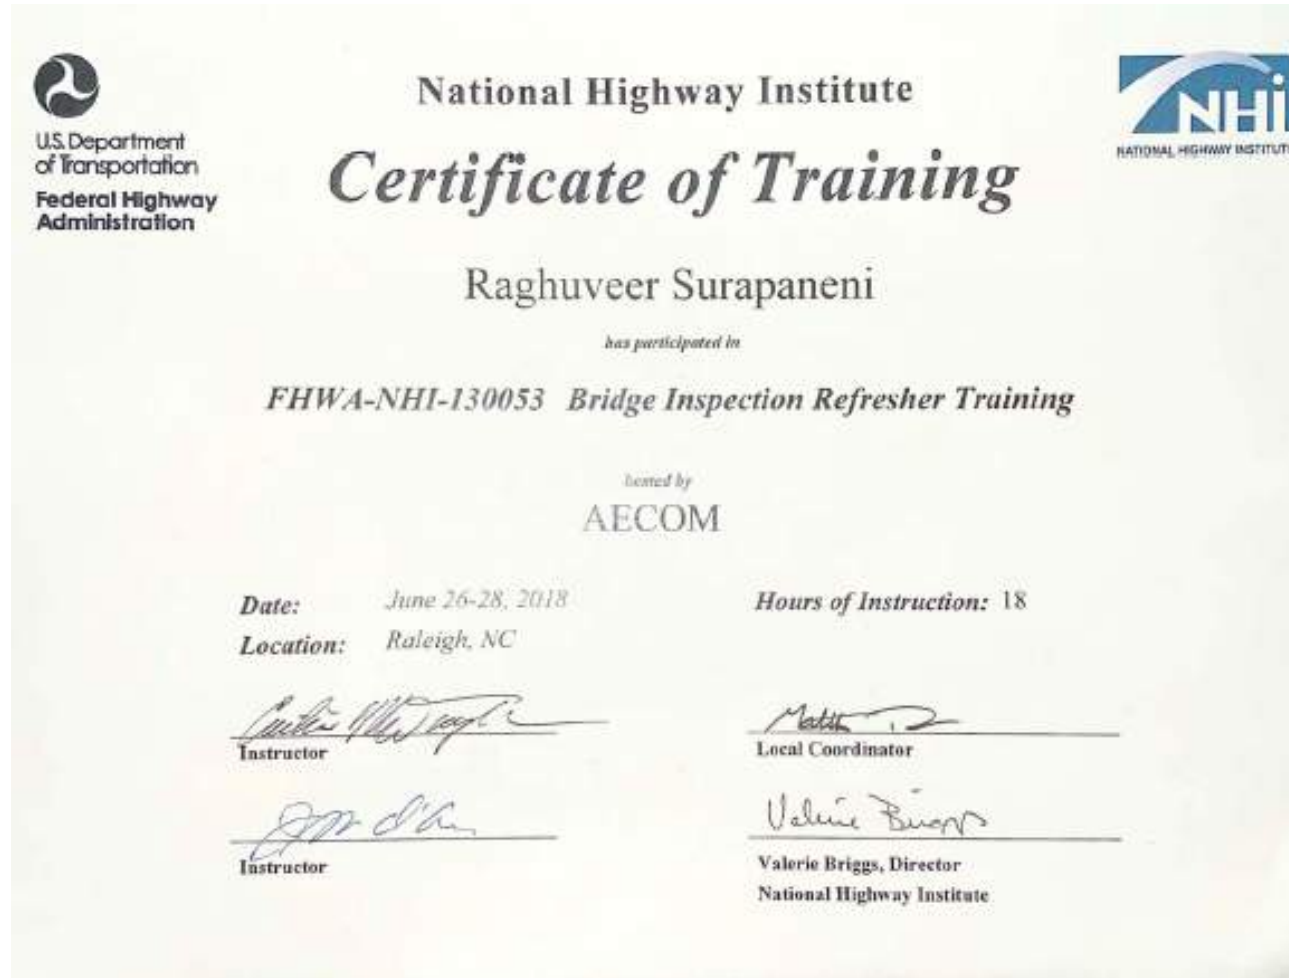 U.S. Department
of Transportation
Federal Highway
Administration
National Highway Institute
Certificate of Training
NHI
NATIONAL HIGHWAY INSTITUTE
Raghuveer Surapaneni
has participated in
FHWA-NHI-130053 Bridge Inspection Refresher Training
hosted by
AECOM
Date: June 26-28, 2018
Hours of Instruction: 18
Location: Raleigh, NC
Instructor
Local Coordinator
Valerie Briggs
Instructor
Valerie Briggs, Director
National Highway Institute